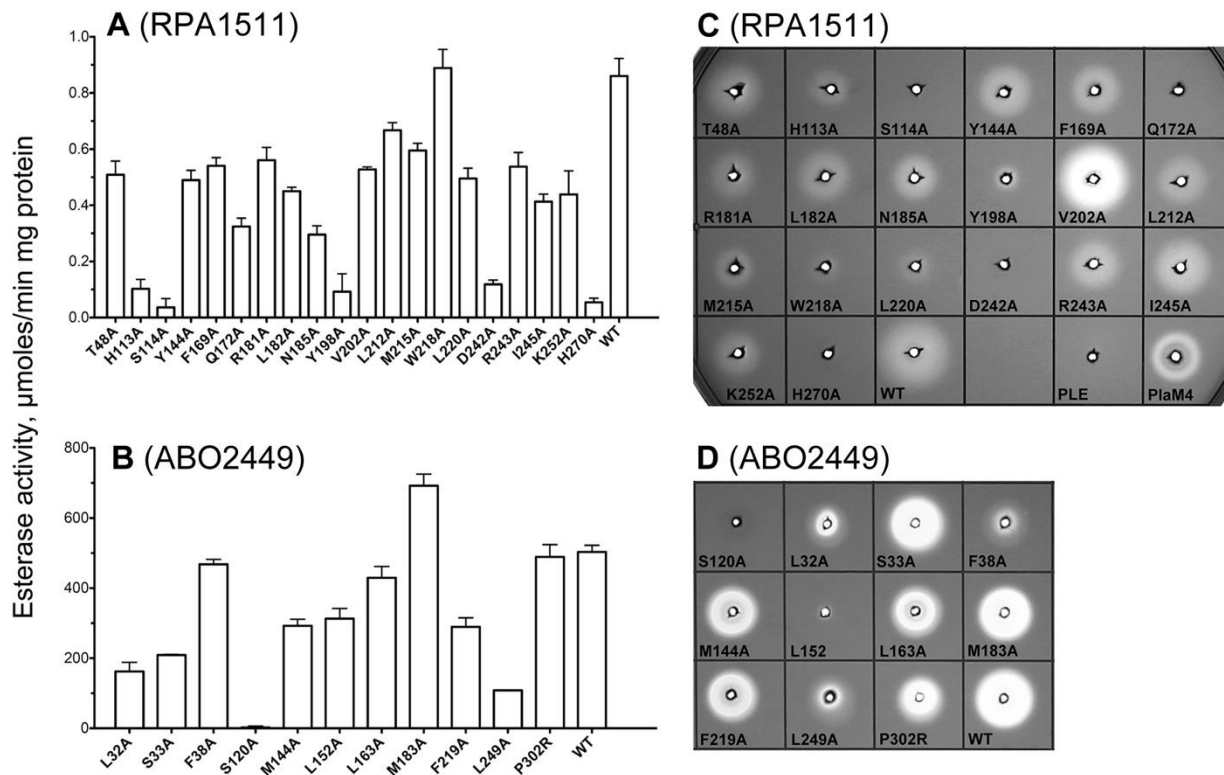 A (RPA1511)
1.0
0.8
0.6
0.4
0.2
0.0
T48A
H113A
S114A
Y144A
F169A
Q172A
R181A
L182A
N185A
Y198A
V202A
L212A
M215A
W218A
L220A
D242A
R243A
I245A
K252A
H270A
WT
Esterase activity, μmoles/min mg protein
B (ABO2449)
800
600
400
200
0
L32A
S33A
F38A
S120A
M144A
L152A
L163A
M183A
F219A
L249A
P302R
WT
C (RPA1511)
T48A H113A S114A Y144A F169A Q172A
R181A L182A N185A Y198A V202A L212A
M215A W218A L220A D242A R243A I245A
K252A H270A WT PLE PlaM4
D (ABO2449)
S120A L32A S33A F38A
M144A L152 L163A M183A
F219A L249A P302R WT